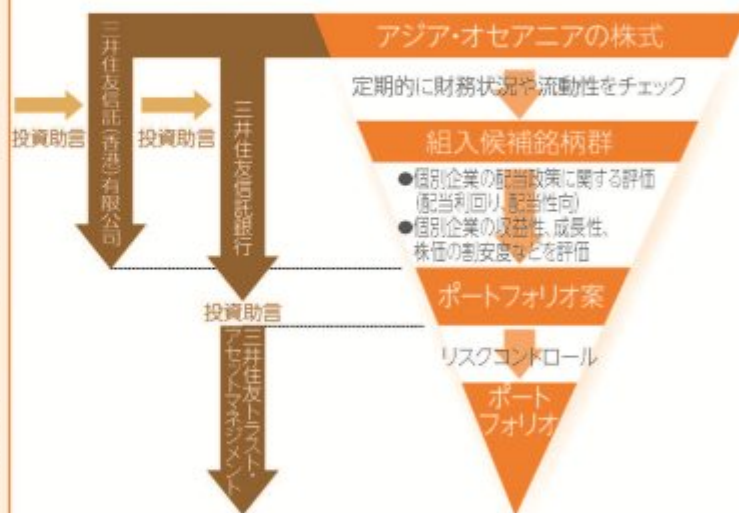 アジア・オセアニアの株式
定期的に財務状況や流動性をチェック
組入候補銘柄群
●個別企業の配当政策に関する評価
(配当利回り、配当性向)
●個別企業の収益性、成長性、
株価の割安度などを評価
ポートフォリオ案
リスクコントロール
ポート
フォリオ
投資助言
三井住友信託(香港)有限公司
投資助言
三井住友信託銀行
投資助言
三井住友トラスト・
アセットマネジメント